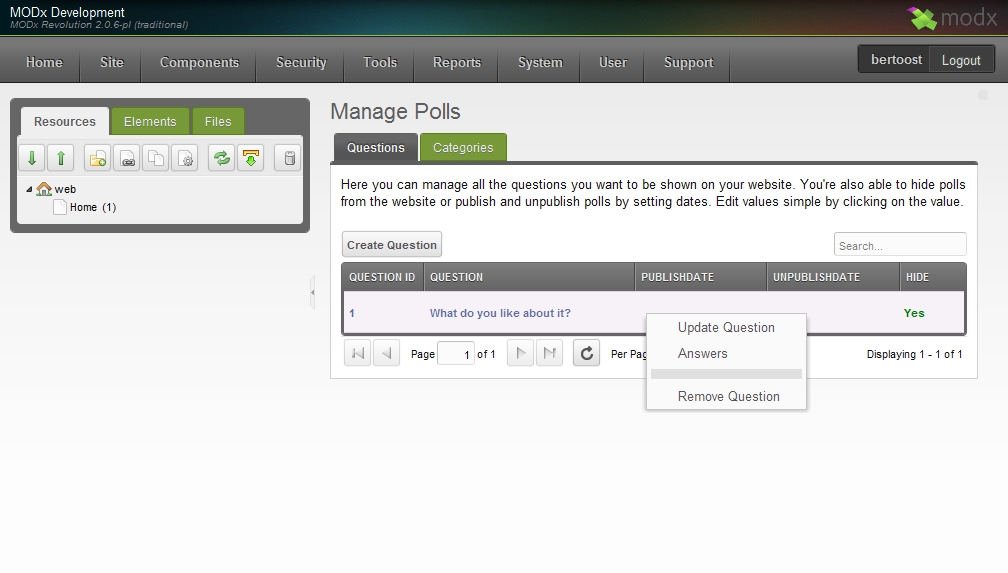 MODx Development
MODx Revolution 2.0.6-pl (traditional)
modx
Home Site Components Security Tools Reports System User Support
bertoost Logout
Resources Elements Files
web
Home (1)
Manage Polls
Questions Categories
Here you can manage all the questions you want to be shown on your website. You're also able to hide polls
from the website or publish and unpublish polls by setting dates. Edit values simple by clicking on the value.
Create Question Search...
QUESTION ID QUESTION PUBLISHDATE UNPUBLISHDATE HIDE
1 What do you like about it? Yes
Page 1 of 1 Per Pag Displaying 1 - 1 of 1
Update Question
Answers
Remove Question